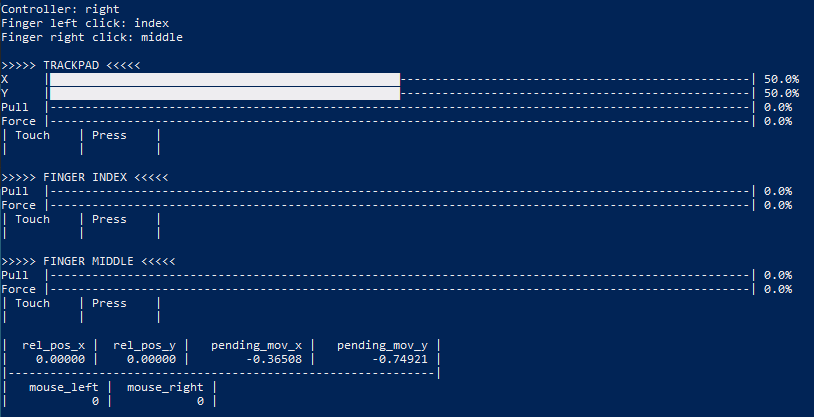 Controller: right
Finger left click: index
Finger right click: middle
>>>>> TRACKPAD <<<<<
X |██████████████████████████████████████████████████--------------------------------------------------| 50.0%
Y |██████████████████████████████████████████████████--------------------------------------------------| 50.0%
Pull |----------------------------------------------------------------------------------------------------| 0.0%
Force |----------------------------------------------------------------------------------------------------| 0.0%
| Touch | Press |
| | |
>>>>> FINGER INDEX <<<<<
Pull |----------------------------------------------------------------------------------------------------| 0.0%
Force |----------------------------------------------------------------------------------------------------| 0.0%
| Touch | Press |
| | |
>>>>> FINGER MIDDLE <<<<<
Pull |----------------------------------------------------------------------------------------------------| 0.0%
Force |----------------------------------------------------------------------------------------------------| 0.0%
| Touch | Press |
| | |
| rel_pos_x | rel_pos_y | pending_mov_x | pending_mov_y |
| 0.00000 | 0.00000 | -0.36508 | -0.74921 |
|-------------------------------------------------------------|
| mouse_left | mouse_right |
| 0 | 0 |